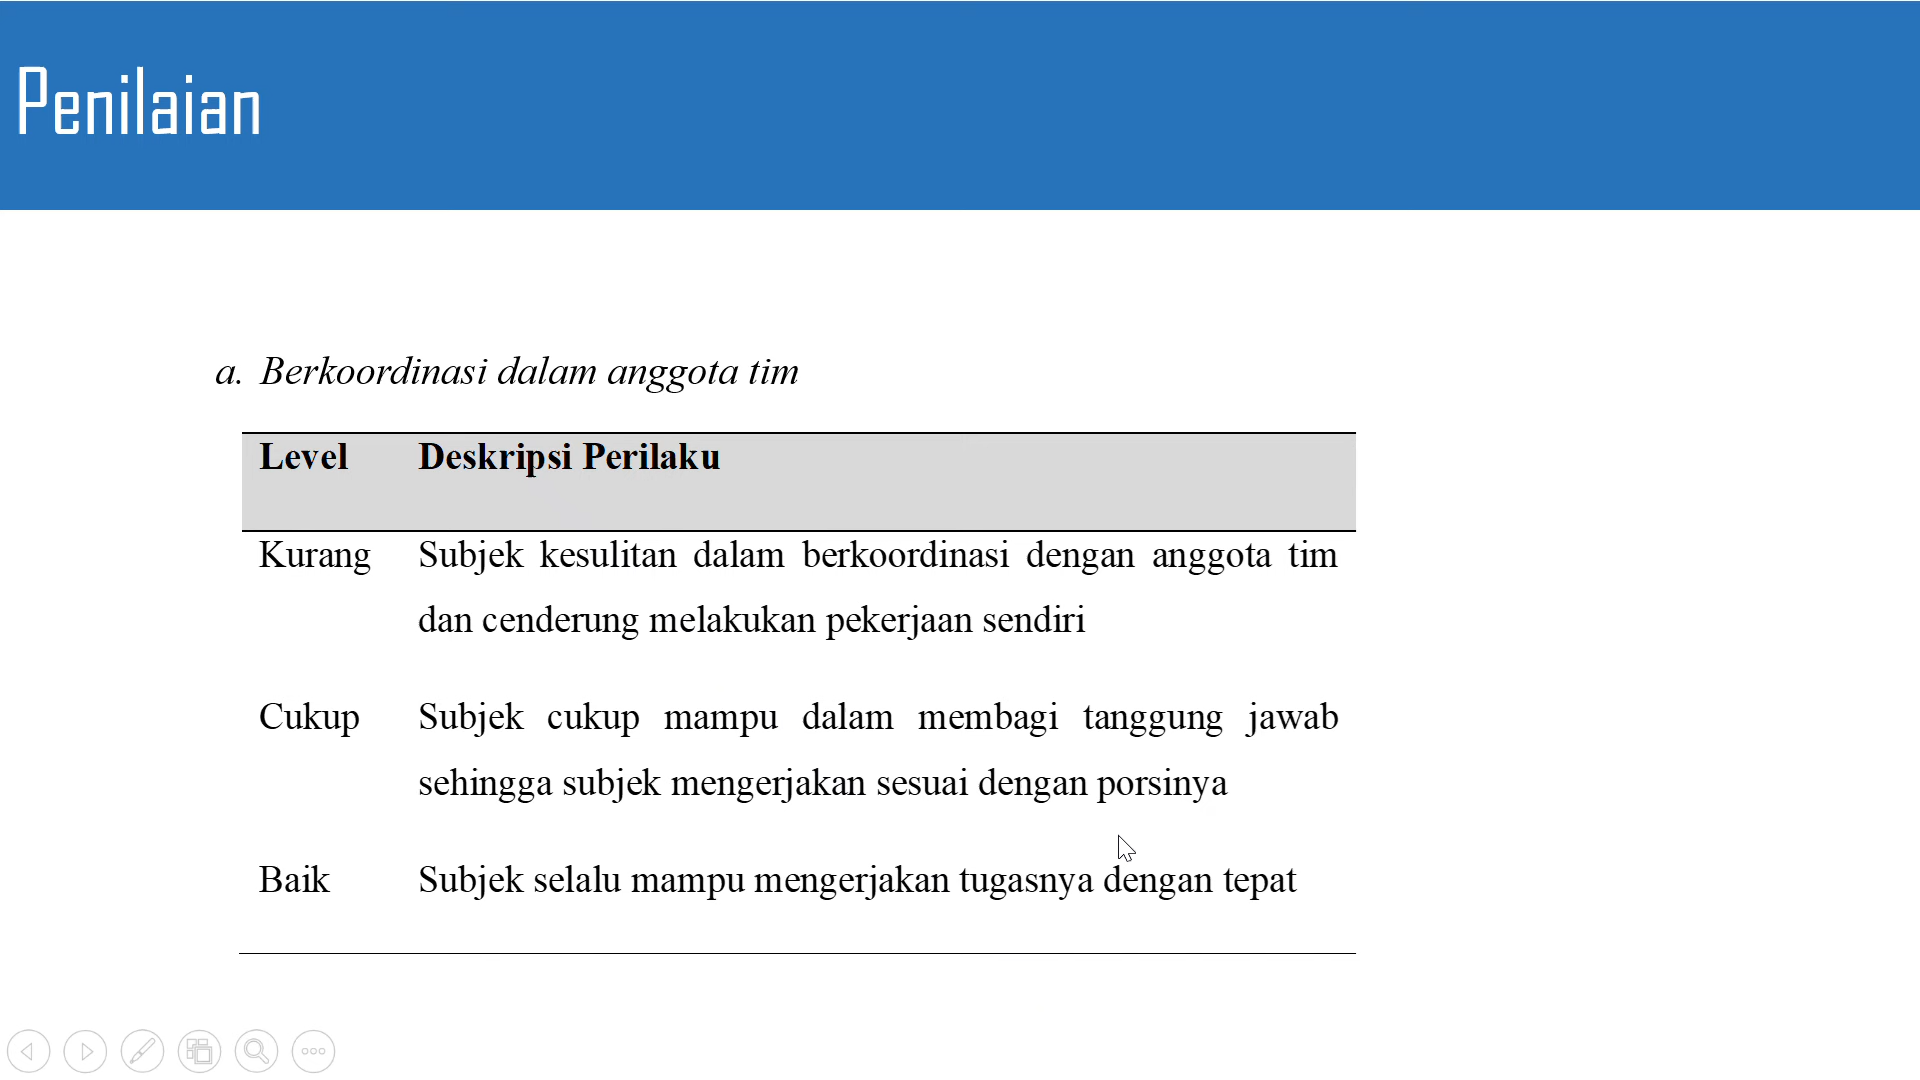 Penilaian
a. Berkoordinasi dalam anggota tim
Level Deskripsi Perilaku
Kurang Subjek kesulitan dalam berkoordinasi dengan anggota tim
dan cenderung melakukan pekerjaan sendiri
Cukup Subjek cukup mampu dalam membagi tanggung jawab
sehingga subjek mengerjakan sesuai dengan porsinya
Baik Subjek selalu mampu mengerjakan tugasnya dengan tepat